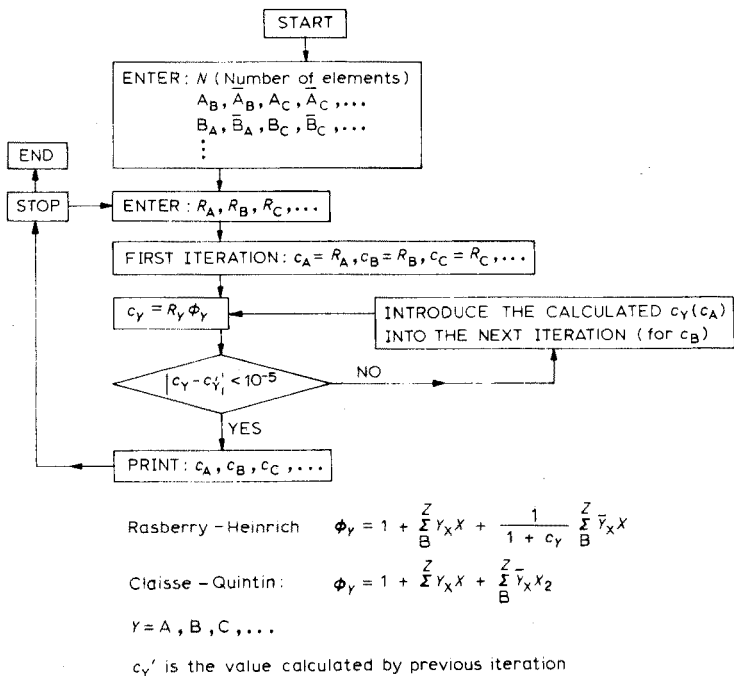 START
ENTER: N (Number of elements)
A_B, Ā_B, A_C, Ā_C, ...
B_A, B̄_A, B_C, B̄_C, ...
⋮
END
STOP
ENTER: R_A, R_B, R_C, ...
FIRST ITERATION: c_A = R_A, c_B = R_B, c_C = R_C, ...
c_Y = R_Y ϕ_Y
INTRODUCE THE CALCULATED c_Y(c_A)
INTO THE NEXT ITERATION (for c_B)
|c_Y - c_Y'| < 10^-5
NO
YES
PRINT: c_A, c_B, c_C, ...
Rasberry - Heinrich ϕ_Y = 1 + Σ_B^Z Y_X X + 1/(1 + c_Y) Σ_B^Z Ȳ_X X
Claisse - Quintin: ϕ_Y = 1 + Σ^Z Y_X X + Σ_B^Z Ȳ_X X_2
Y = A, B, C, ...
c_Y' is the value calculated by previous iteration